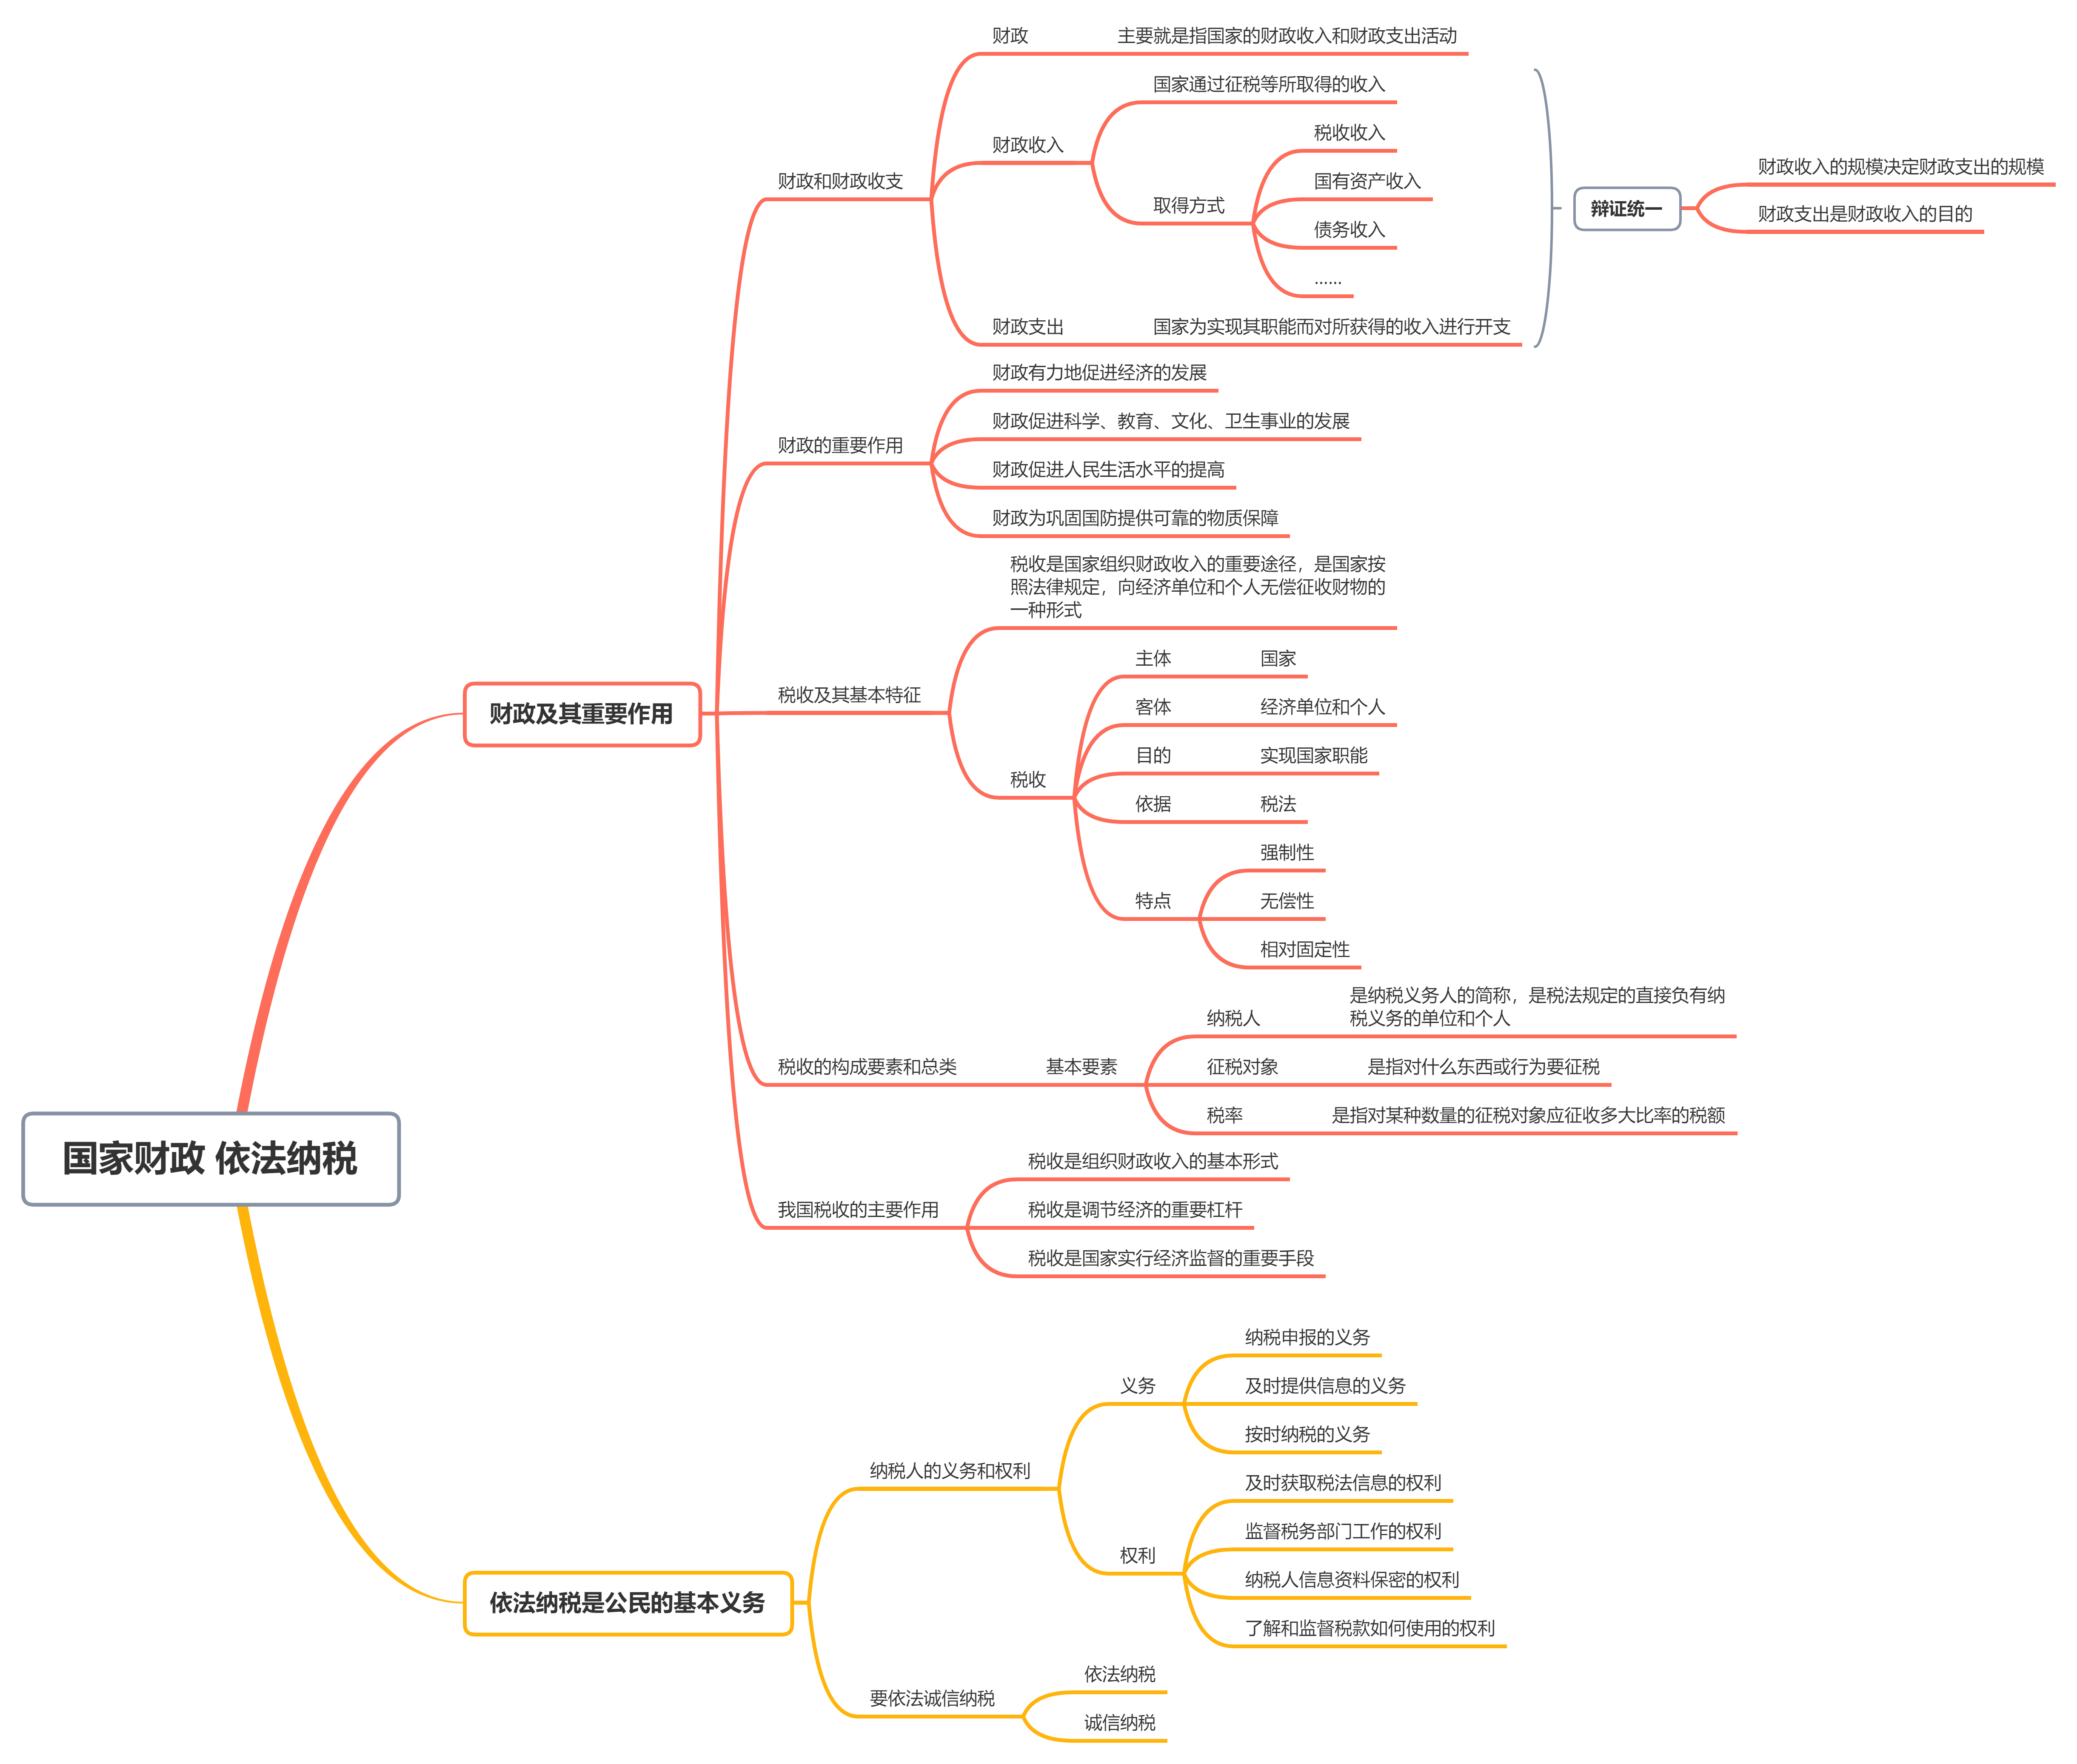 国家财政 依法纳税
财政及其重要作用
财政和财政收支
财政
主要就是指国家的财政收入和财政支出活动
财政收入
国家通过征税等所取得的收入
取得方式
税收收入
国有资产收入
债务收入
......
财政支出
国家为实现其职能而对所获得的收入进行开支
辩证统一
财政收入的规模决定财政支出的规模
财政支出是财政收入的目的
财政的重要作用
财政有力地促进经济的发展
财政促进科学、教育、文化、卫生事业的发展
财政促进人民生活水平的提高
财政为巩固国防提供可靠的物质保障
税收及其基本特征
税收是国家组织财政收入的重要途径，是国家按
照法律规定，向经济单位和个人无偿征收财物的
一种形式
税收
主体
国家
客体
经济单位和个人
目的
实现国家职能
依据
税法
特点
强制性
无偿性
相对固定性
税收的构成要素和总类
基本要素
纳税人
是纳税义务人的简称，是税法规定的直接负有纳
税义务的单位和个人
征税对象
是指对什么东西或行为要征税
税率
是指对某种数量的征税对象应征收多大比率的税额
我国税收的主要作用
税收是组织财政收入的基本形式
税收是调节经济的重要杠杆
税收是国家实行经济监督的重要手段
依法纳税是公民的基本义务
纳税人的义务和权利
义务
纳税申报的义务
及时提供信息的义务
按时纳税的义务
权利
及时获取税法信息的权利
监督税务部门工作的权利
纳税人信息资料保密的权利
了解和监督税款如何使用的权利
要依法诚信纳税
依法纳税
诚信纳税